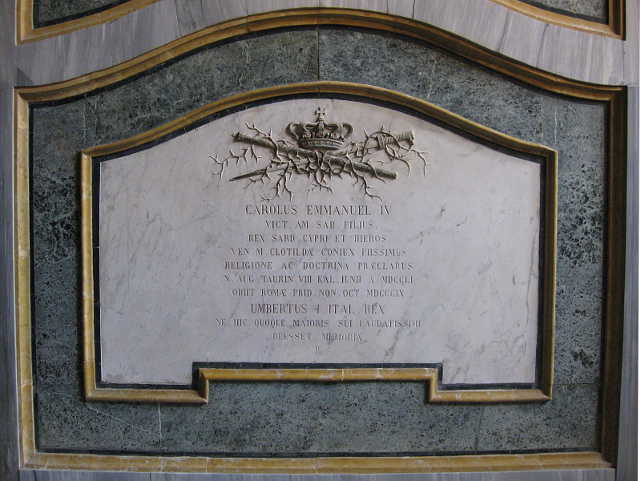 CAROLUS EMMANUEL IV
VICT. AM. SAB. FILIUS
REX SARD. CYPRI ET HIEROS.
VEN. M. CLOTILDÆ CONIUX PIISSIMUS
RELIGIONE AC DOCTRINA PRÆCLARUS
N. AUG. TAURIN. VIII KAL. IUNII A. MDCCLI
OBIIT ROMÆ PRID. NON. OCT. MDCCCXIX
UMBERTUS I ITAL. REX
NE HIC QUOQUE MAIORIS SUI LAUDATISSIMI
DEESSET MEMORIA
P.